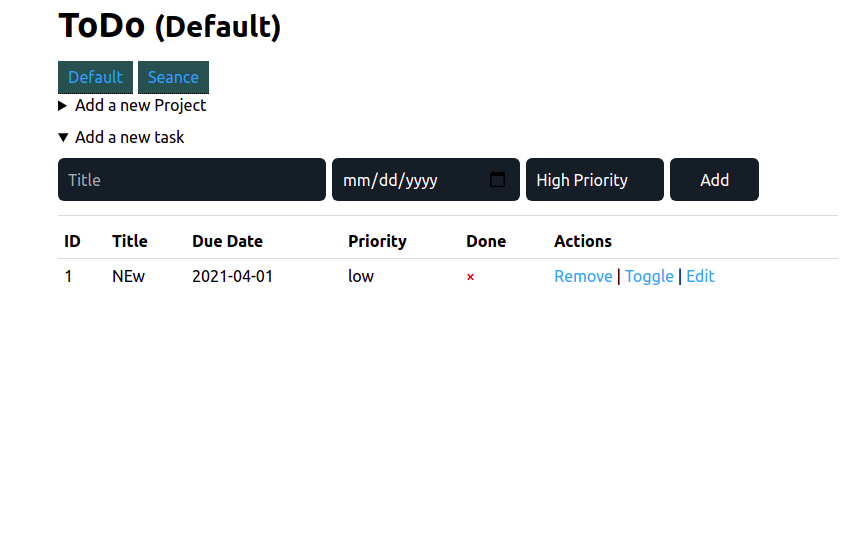 ToDo (Default)
Default Seance
Add a new Project
Add a new task
Title mm/dd/yyyy High Priority Add
ID Title Due Date Priority Done Actions
1 NEw 2021-04-01 low × Remove | Toggle | Edit